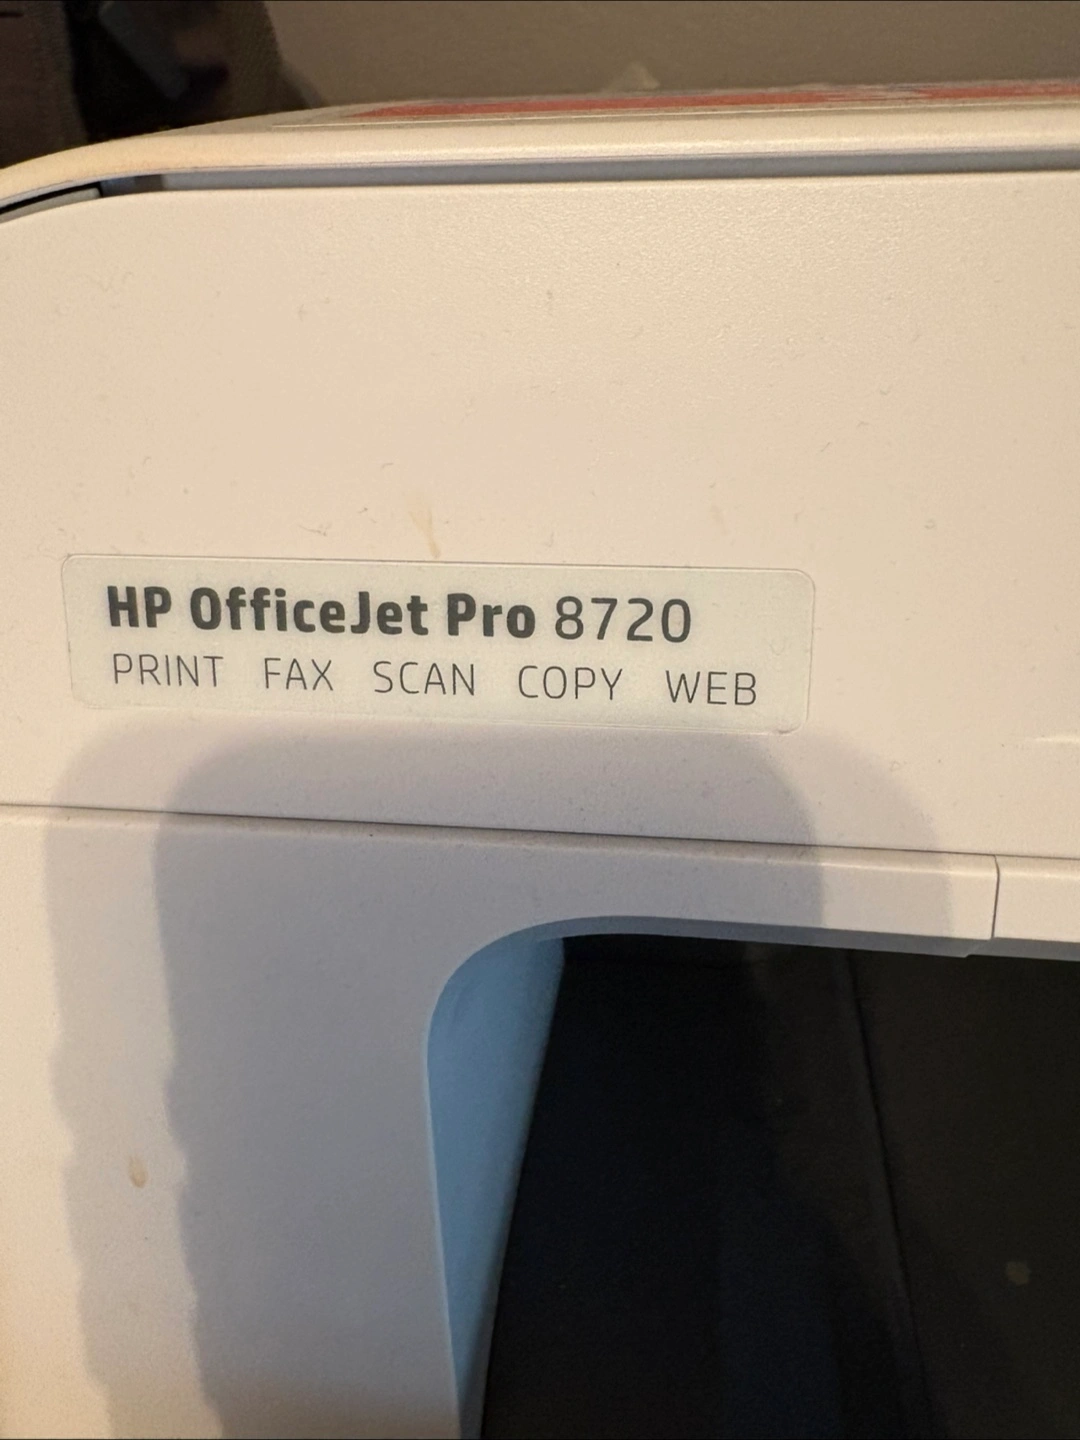 HP OfficeJet Pro 8720
PRINT FAX SCAN COPY WEB